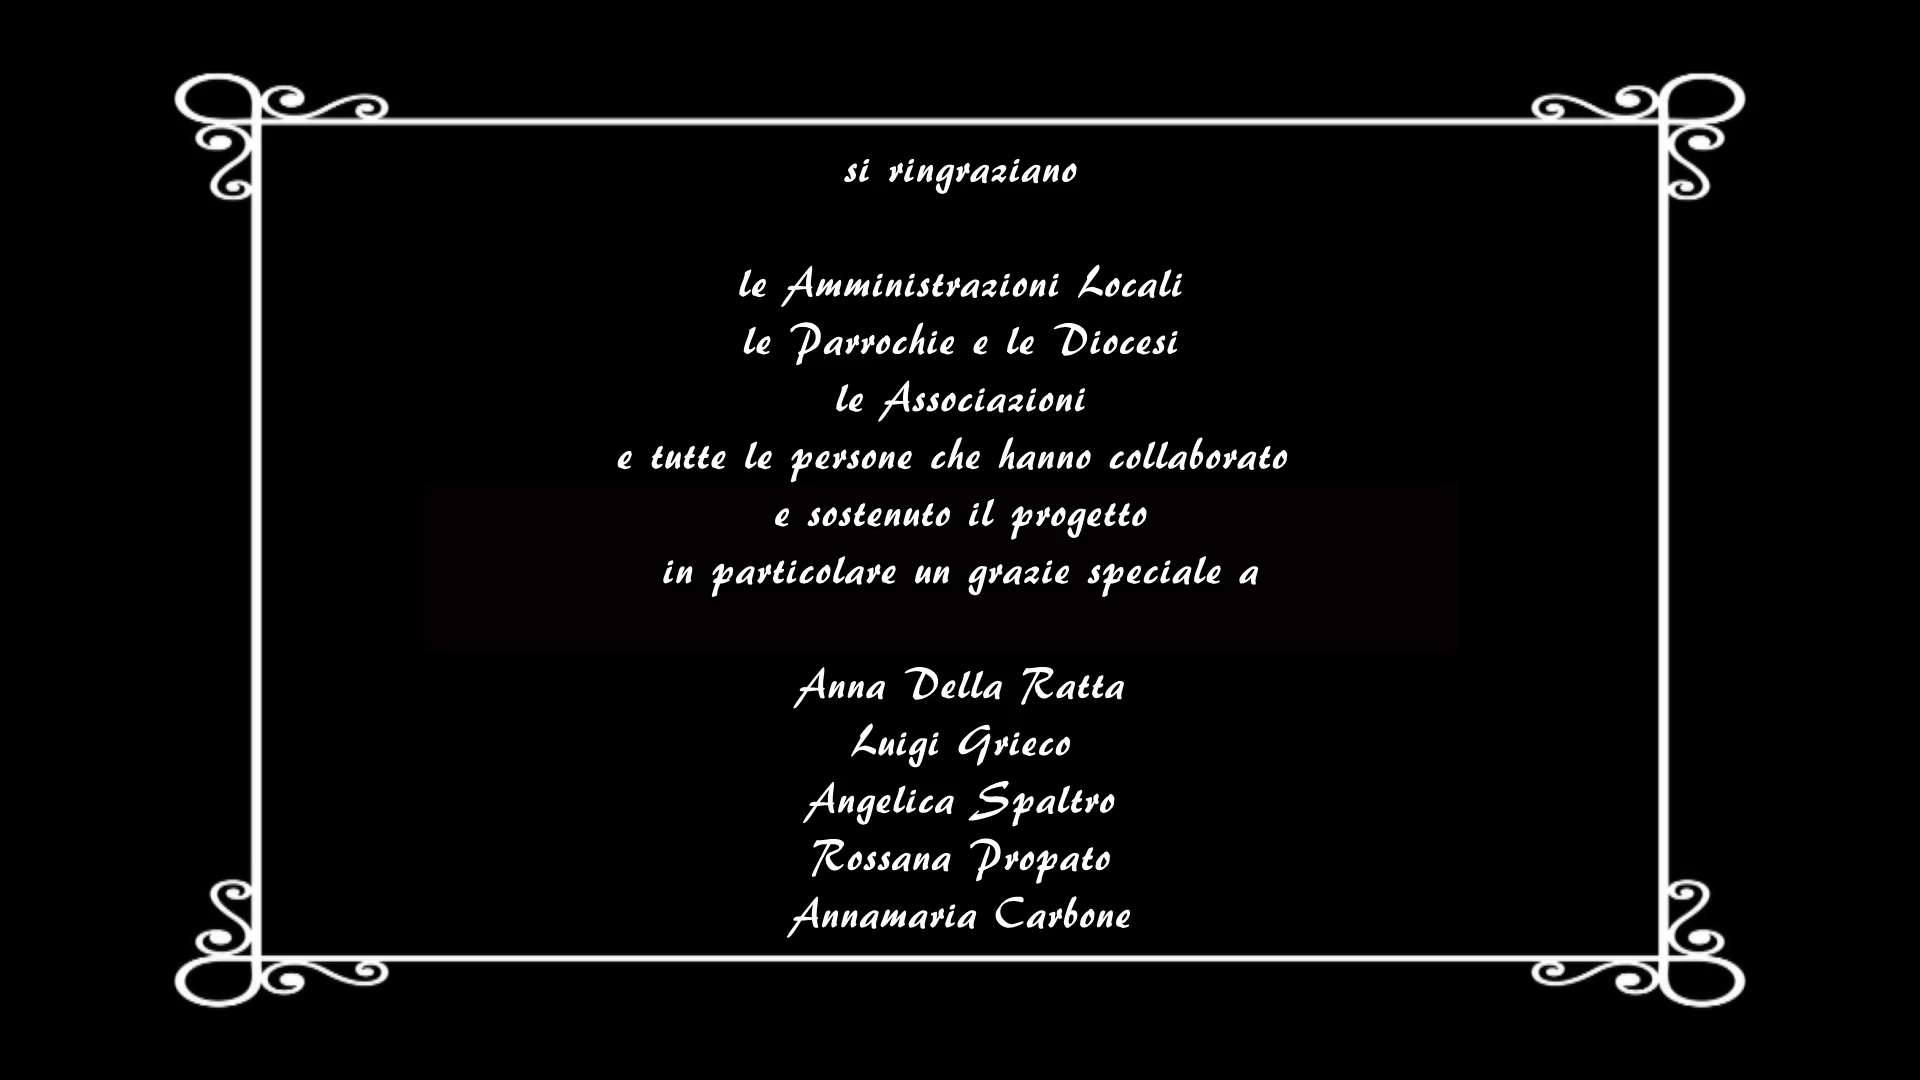 si ringraziano
le Amministrazioni Locali
le Parrochie e le Diocesi
le Associazioni
e tutte le persone che hanno collaborato
e sostenuto il progetto
in particolare un grazie speciale a
Anna Della Ratta
Luigi Grieco
Angelica Spaltro
Rossana Propato
Annamaria Carbone